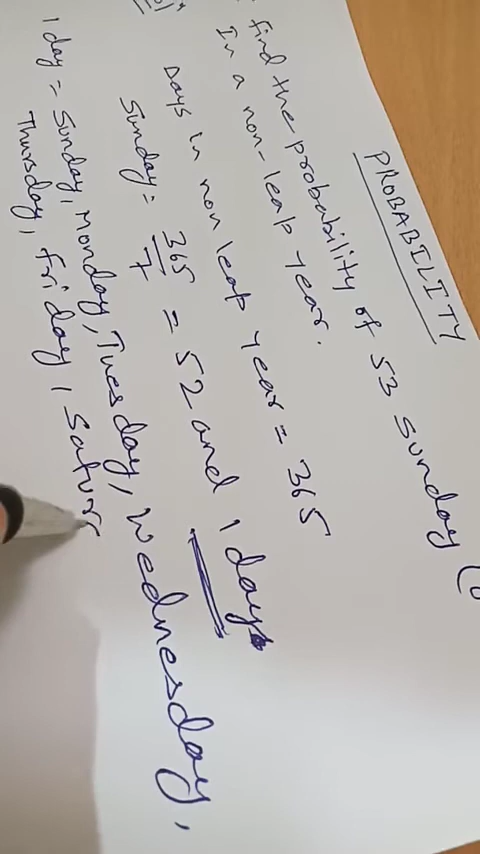 PROBABILITY
find the probability of 53 Sunday
In a non-leap year.
Days in non leap year = 365
Sunday = 365/7 = 52 and 1 day
1 day = Sunday, Monday, Tuesday, Wednesday,
Thursday, Friday, Satur